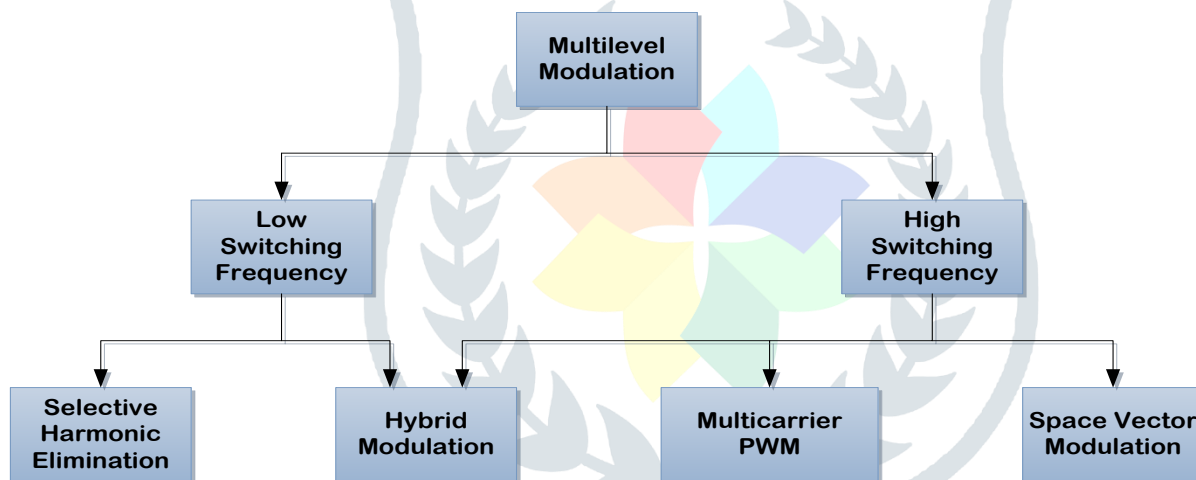 Multilevel
Modulation
Low
Switching
Frequency
High
Switching
Frequency
Selective
Harmonic
Elimination
Hybrid
Modulation
Multicarrier
PWM
Space Vector
Modulation